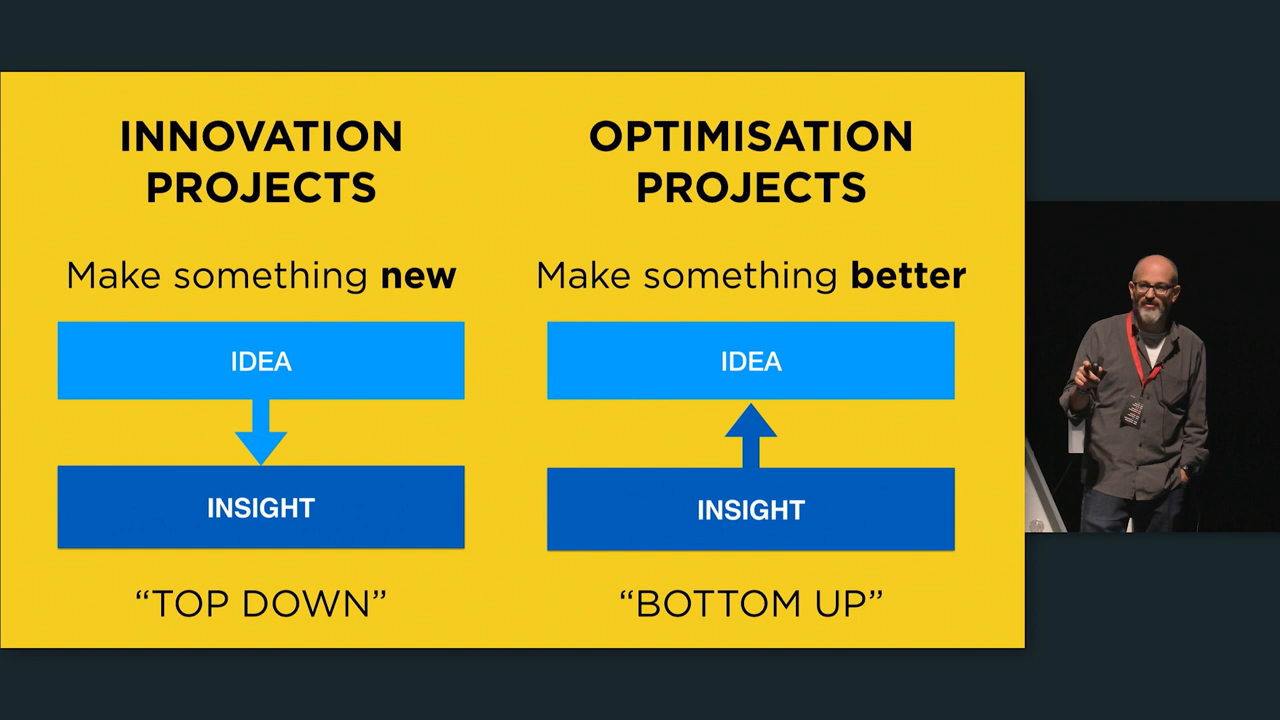 INNOVATION
PROJECTS
Make something new
IDEA
INSIGHT
“TOP DOWN”
OPTIMISATION
PROJECTS
Make something better
IDEA
INSIGHT
“BOTTOM UP”